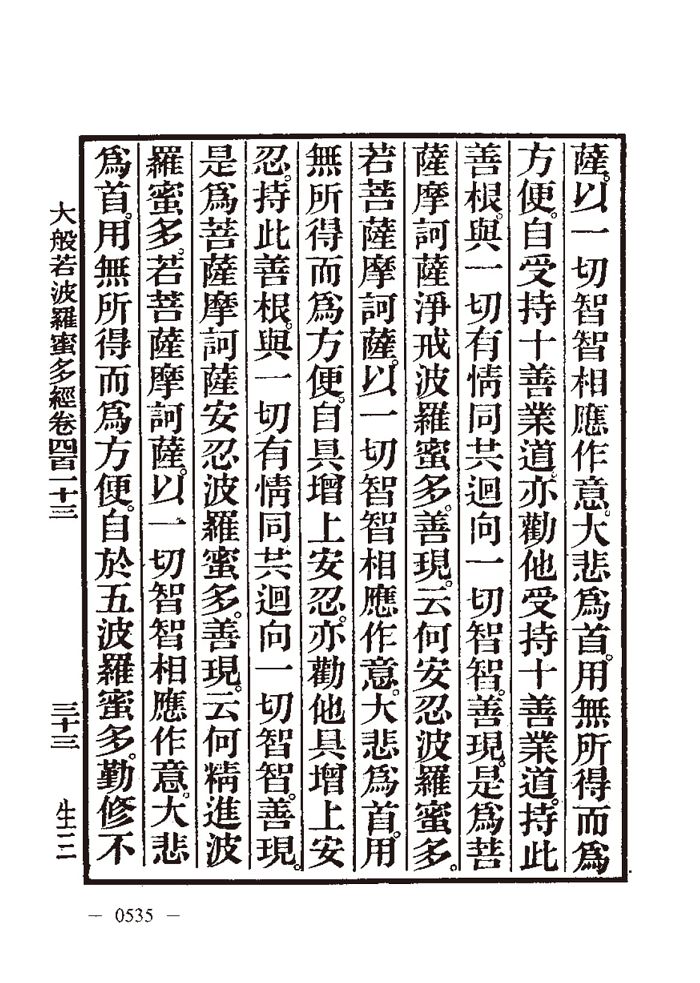 薩。以一切智智相應作意。大悲爲首。用無所得而爲
方便。自受持十善業道。亦勸他受持十善業道。持此
善根。與一切有情同共迴向一切智智。善現。是爲菩
薩摩訶薩淨戒波羅蜜多。善現。云何安忍波羅蜜多。
若菩薩摩訶薩。以一切智智相應作意。大悲爲首。用
無所得而爲方便。自具增上安忍。亦勸他具增上安
忍。持此善根。與一切有情同共迴向一切智智。善現。
是爲菩薩摩訶薩安忍波羅蜜多。善現。云何精進波
羅蜜多。若菩薩摩訶薩。以一切智智相應作意。大悲
爲首。用無所得而爲方便。自於五波羅蜜多。勤修不
大般若波羅蜜多經卷四百一十三 三十三 生三
— 0535 —